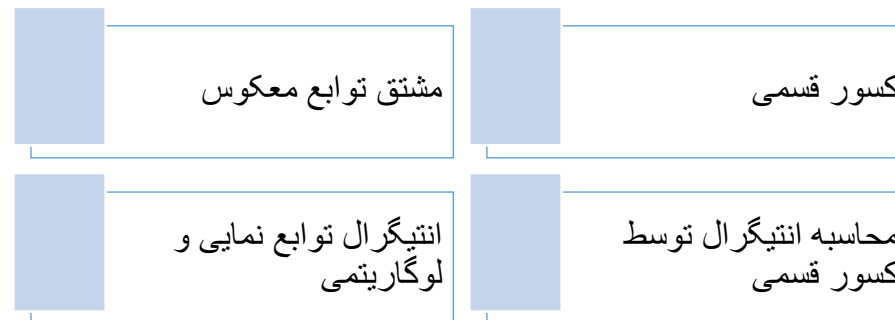 کسور قسمی
مشتق توابع معکوس
محاسبه انتیگرال توسط
کسور قسمی
انتیگرال توابع نمایی و
لوگاریتمی